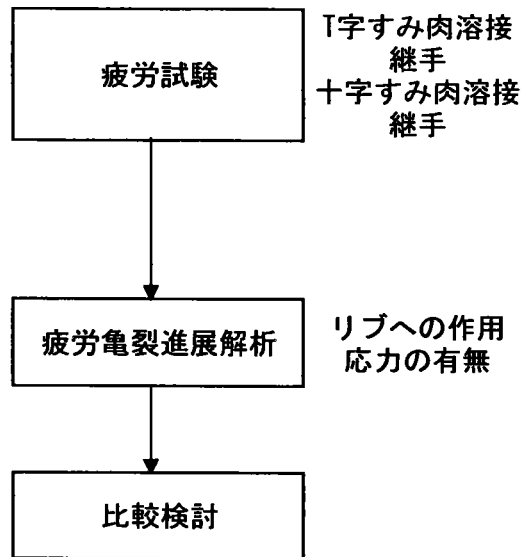 疲労試験
T字すみ肉溶接
継手
十字すみ肉溶接
継手
疲労亀裂進展解析
リブへの作用
応力の有無
比較検討